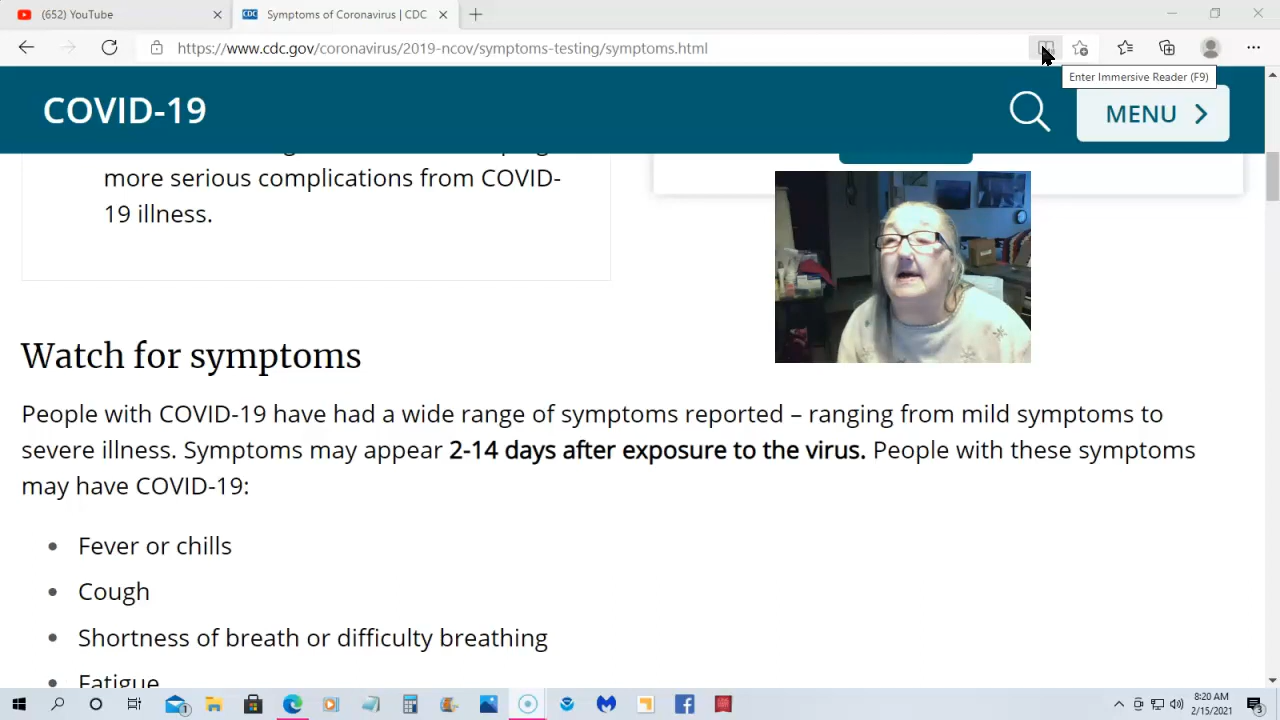 (652) YouTube
CDC
Symptoms of Coronavirus | CDC
https://www.cdc.gov/coronavirus/2019-ncov/symptoms-testing/symptoms.html
Enter Immersive Reader (F9)
COVID-19
MENU
more serious complications from COVID-
19 illness.
Watch for symptoms
People with COVID-19 have had a wide range of symptoms reported – ranging from mild symptoms to
severe illness. Symptoms may appear 2-14 days after exposure to the virus. People with these symptoms
may have COVID-19:
• Fever or chills
• Cough
• Shortness of breath or difficulty breathing
• Fatigue
1
8:20 AM
2/15/2021
3